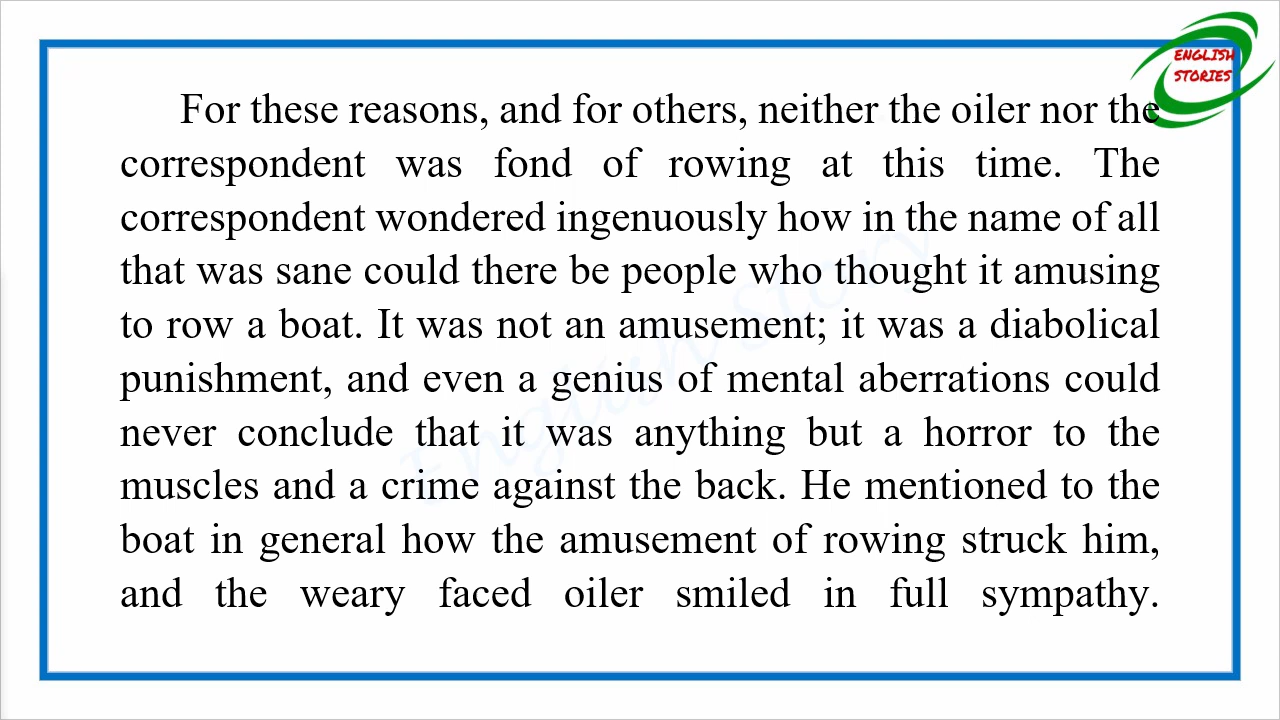 ENGLISH
STORIES
For these reasons, and for others, neither the oiler nor the
correspondent was fond of rowing at this time. The
correspondent wondered ingenuously how in the name of all
that was sane could there be people who thought it amusing
to row a boat. It was not an amusement; it was a diabolical
punishment, and even a genius of mental aberrations could
never conclude that it was anything but a horror to the
muscles and a crime against the back. He mentioned to the
boat in general how the amusement of rowing struck him,
and the weary faced oiler smiled in full sympathy.
English Story